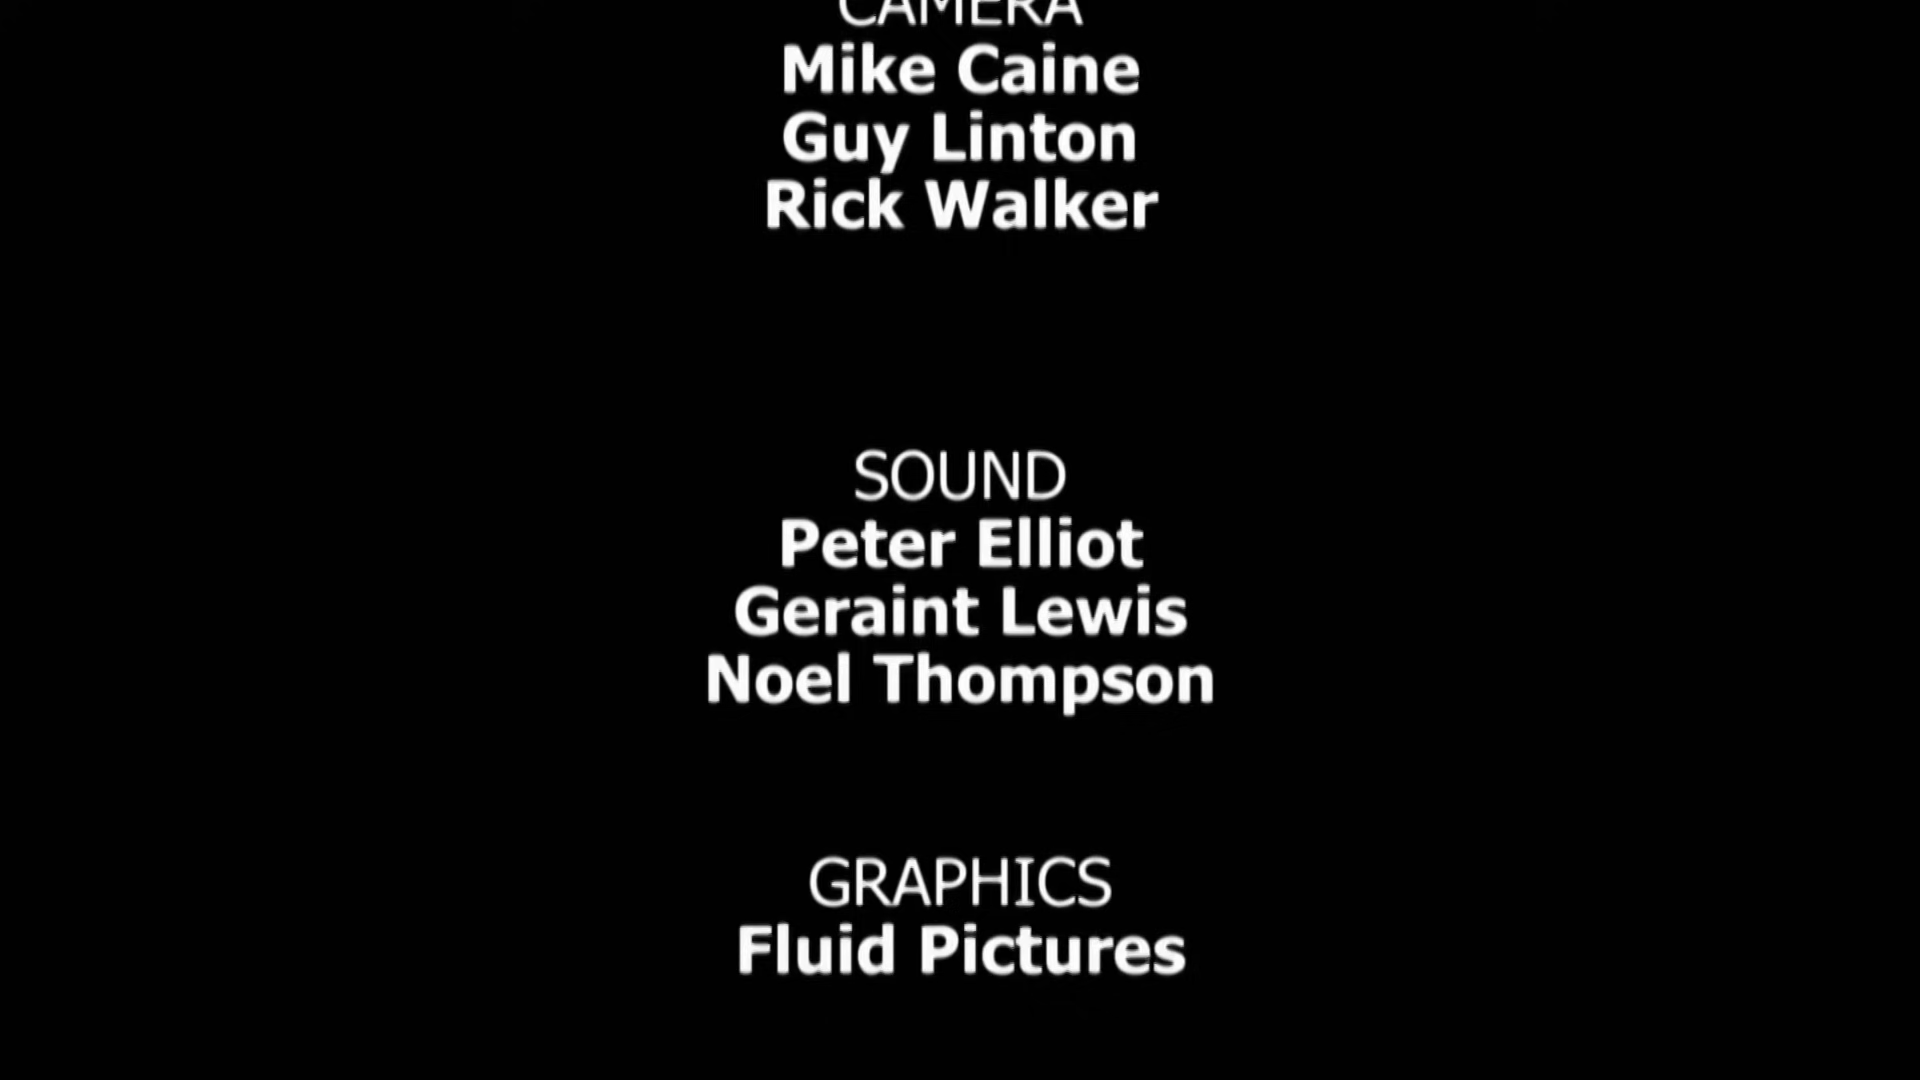 CAMERA
Mike Caine
Guy Linton
Rick Walker
SOUND
Peter Elliot
Geraint Lewis
Noel Thompson
GRAPHICS
Fluid Pictures